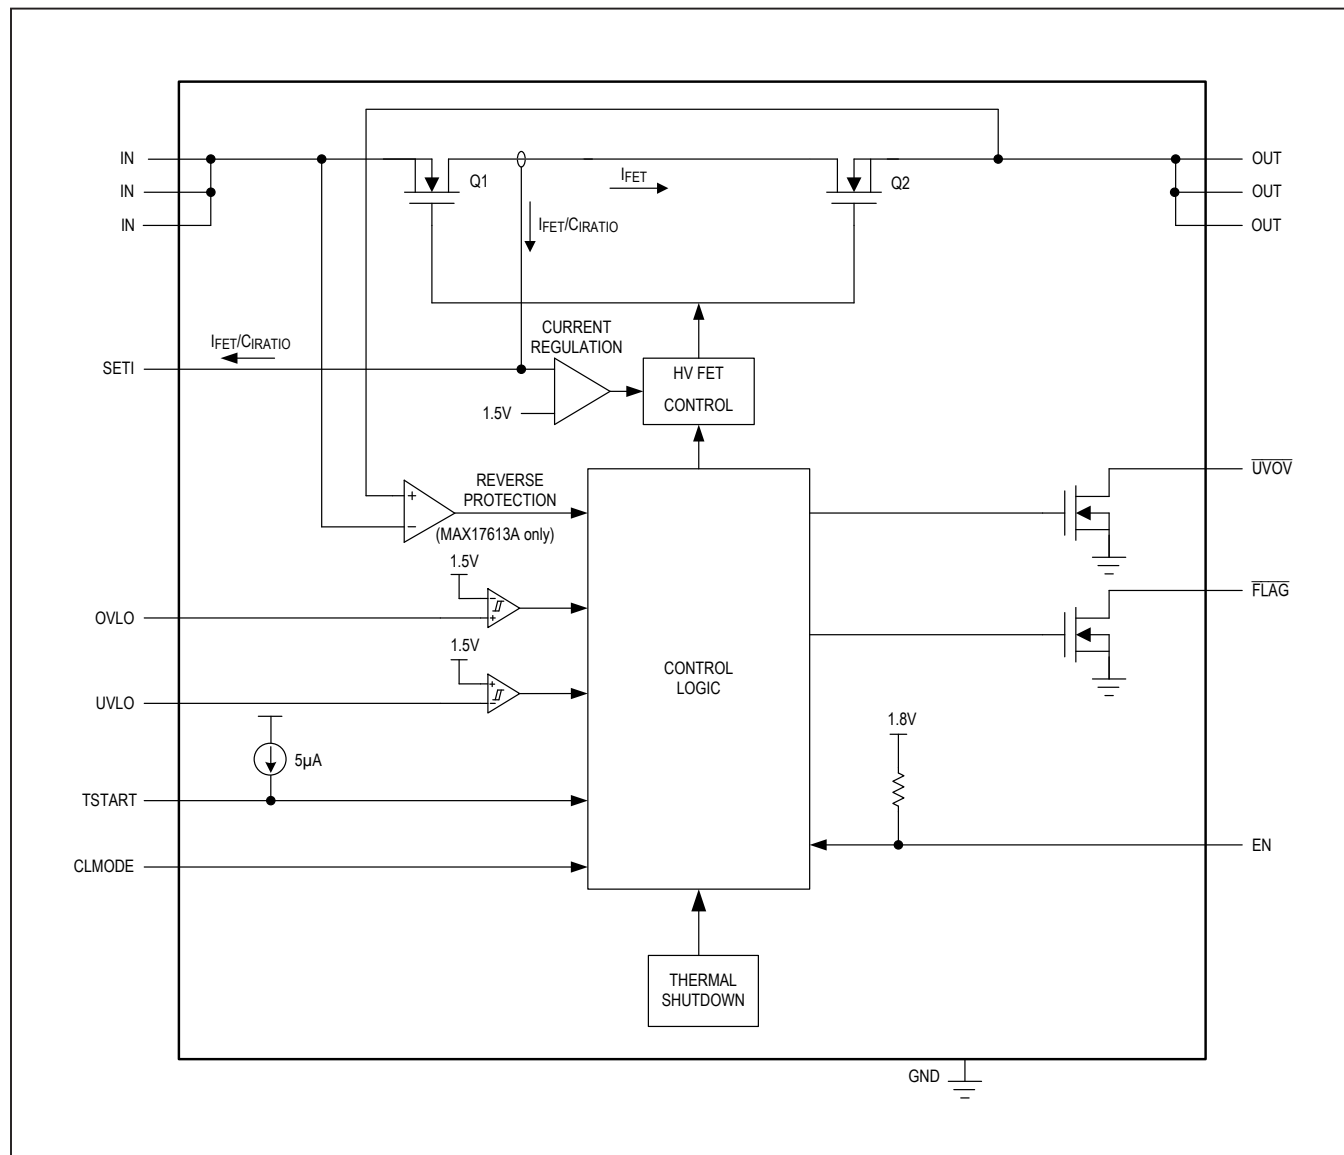 IN
IN
IN
Q1
IFET
Q2
OUT
OUT
OUT
IFET/CIRATIO
SETI
IFET/CIRATIO
CURRENT
REGULATION
1.5V
HV FET
CONTROL
+
−
REVERSE
PROTECTION
(MAX17613A only)
UVOV
1.5V
−
+
OVLO
FLAG
1.5V
+
−
UVLO
CONTROL
LOGIC
5µA
TSTART
1.8V
CLMODE
EN
THERMAL
SHUTDOWN
GND